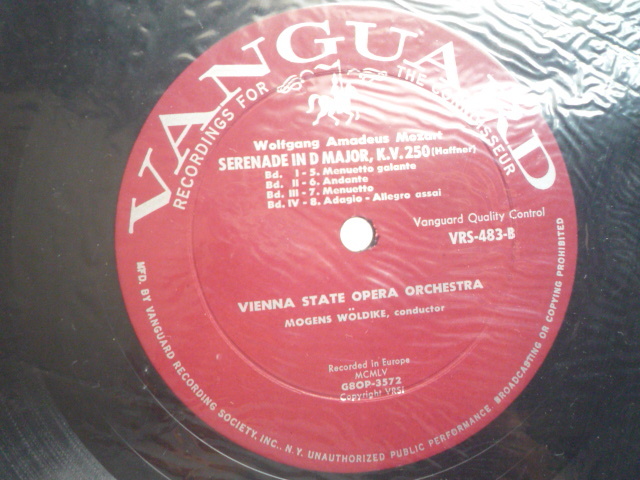 VANGUARD
RECORDINGS FOR THE CONNOISSEUR
Wolfgang Amadeus Mozart
SERENADE IN D MAJOR, K.V. 250 (Haffner)
Bd. I - 5. Menuetto galante
Bd. II - 6. Andante
Bd. III - 7. Menuetto
Bd. IV - 8. Adagio - Allegro assai
Vanguard Quality Control
VRS-483-B
VIENNA STATE OPERA ORCHESTRA
MOGENS WÖLDIKE, conductor
Recorded in Europe
MCMLV
G8OP-3572
Copyright VRSI
MFD. BY VANGUARD RECORDING SOCIETY, INC., N.Y. UNAUTHORIZED PUBLIC PERFORMANCE BROADCASTING OR COPYING PROHIBITED